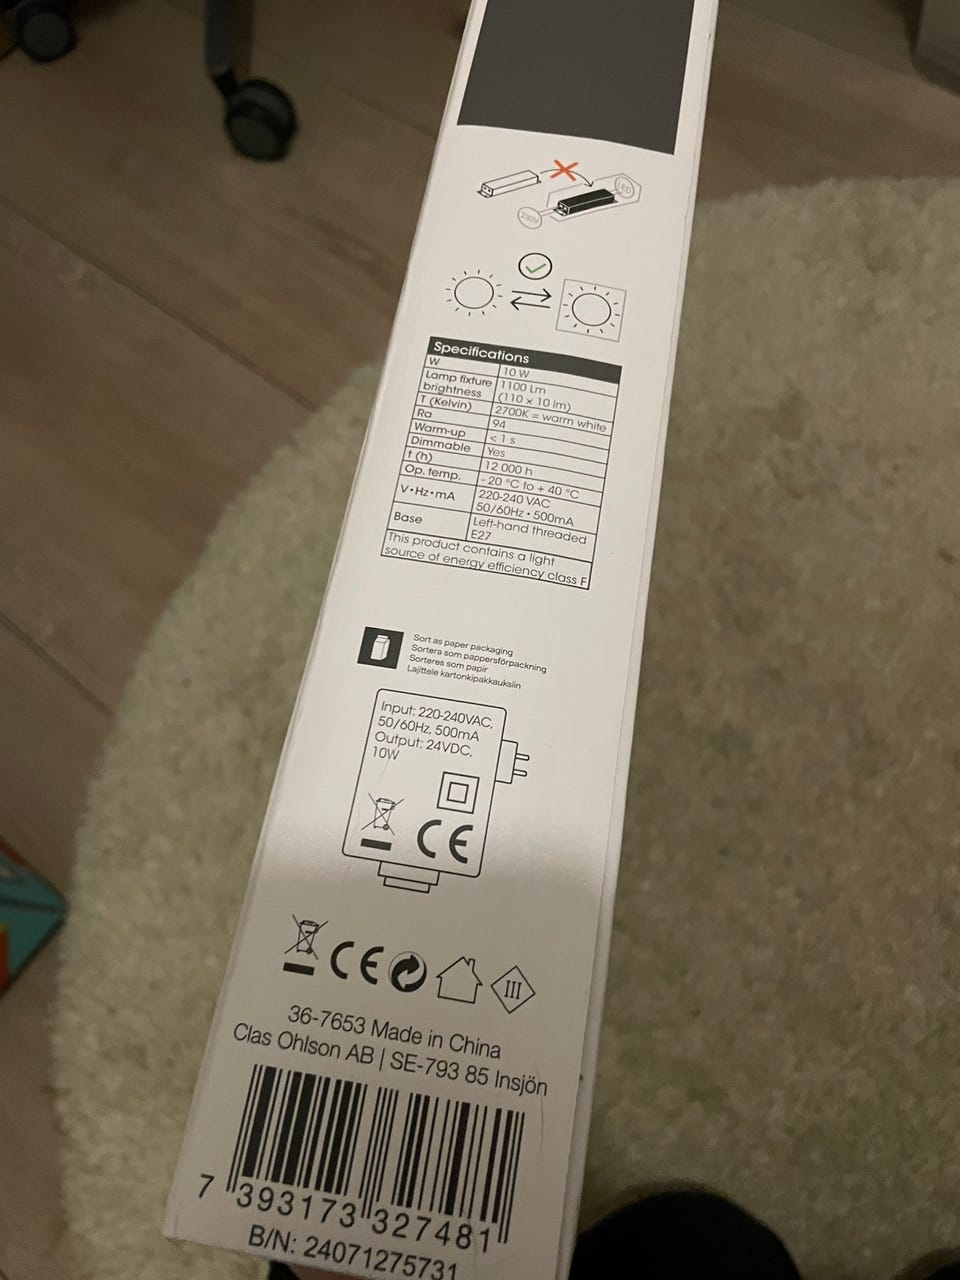 LED
230V
Specifications
W 10 W
Lamp fixture brightness 1100 Lm
(110 x 10 lm)
T (Kelvin) 2700K = warm white
Ra 94
Warm-up < 1 s
Dimmable Yes
t (h) 12 000 h
Op. temp. - 20 °C to + 40 °C
V•Hz•mA 220-240 VAC
50/60Hz • 500mA
Base Left-hand threaded
E27
This product contains a light
source of energy efficiency class F
Sort as paper packaging
Sortera som pappersförpackning
Sorteres som papir
Lajittele kartonkipakkauksiin
Input: 220-240VAC,
50/60Hz, 500mA
Output: 24VDC,
10W
CE
CE
III
36-7653 Made in China
Clas Ohlson AB | SE-793 85 Insjön
7 393173 327481
B/N: 24071275731